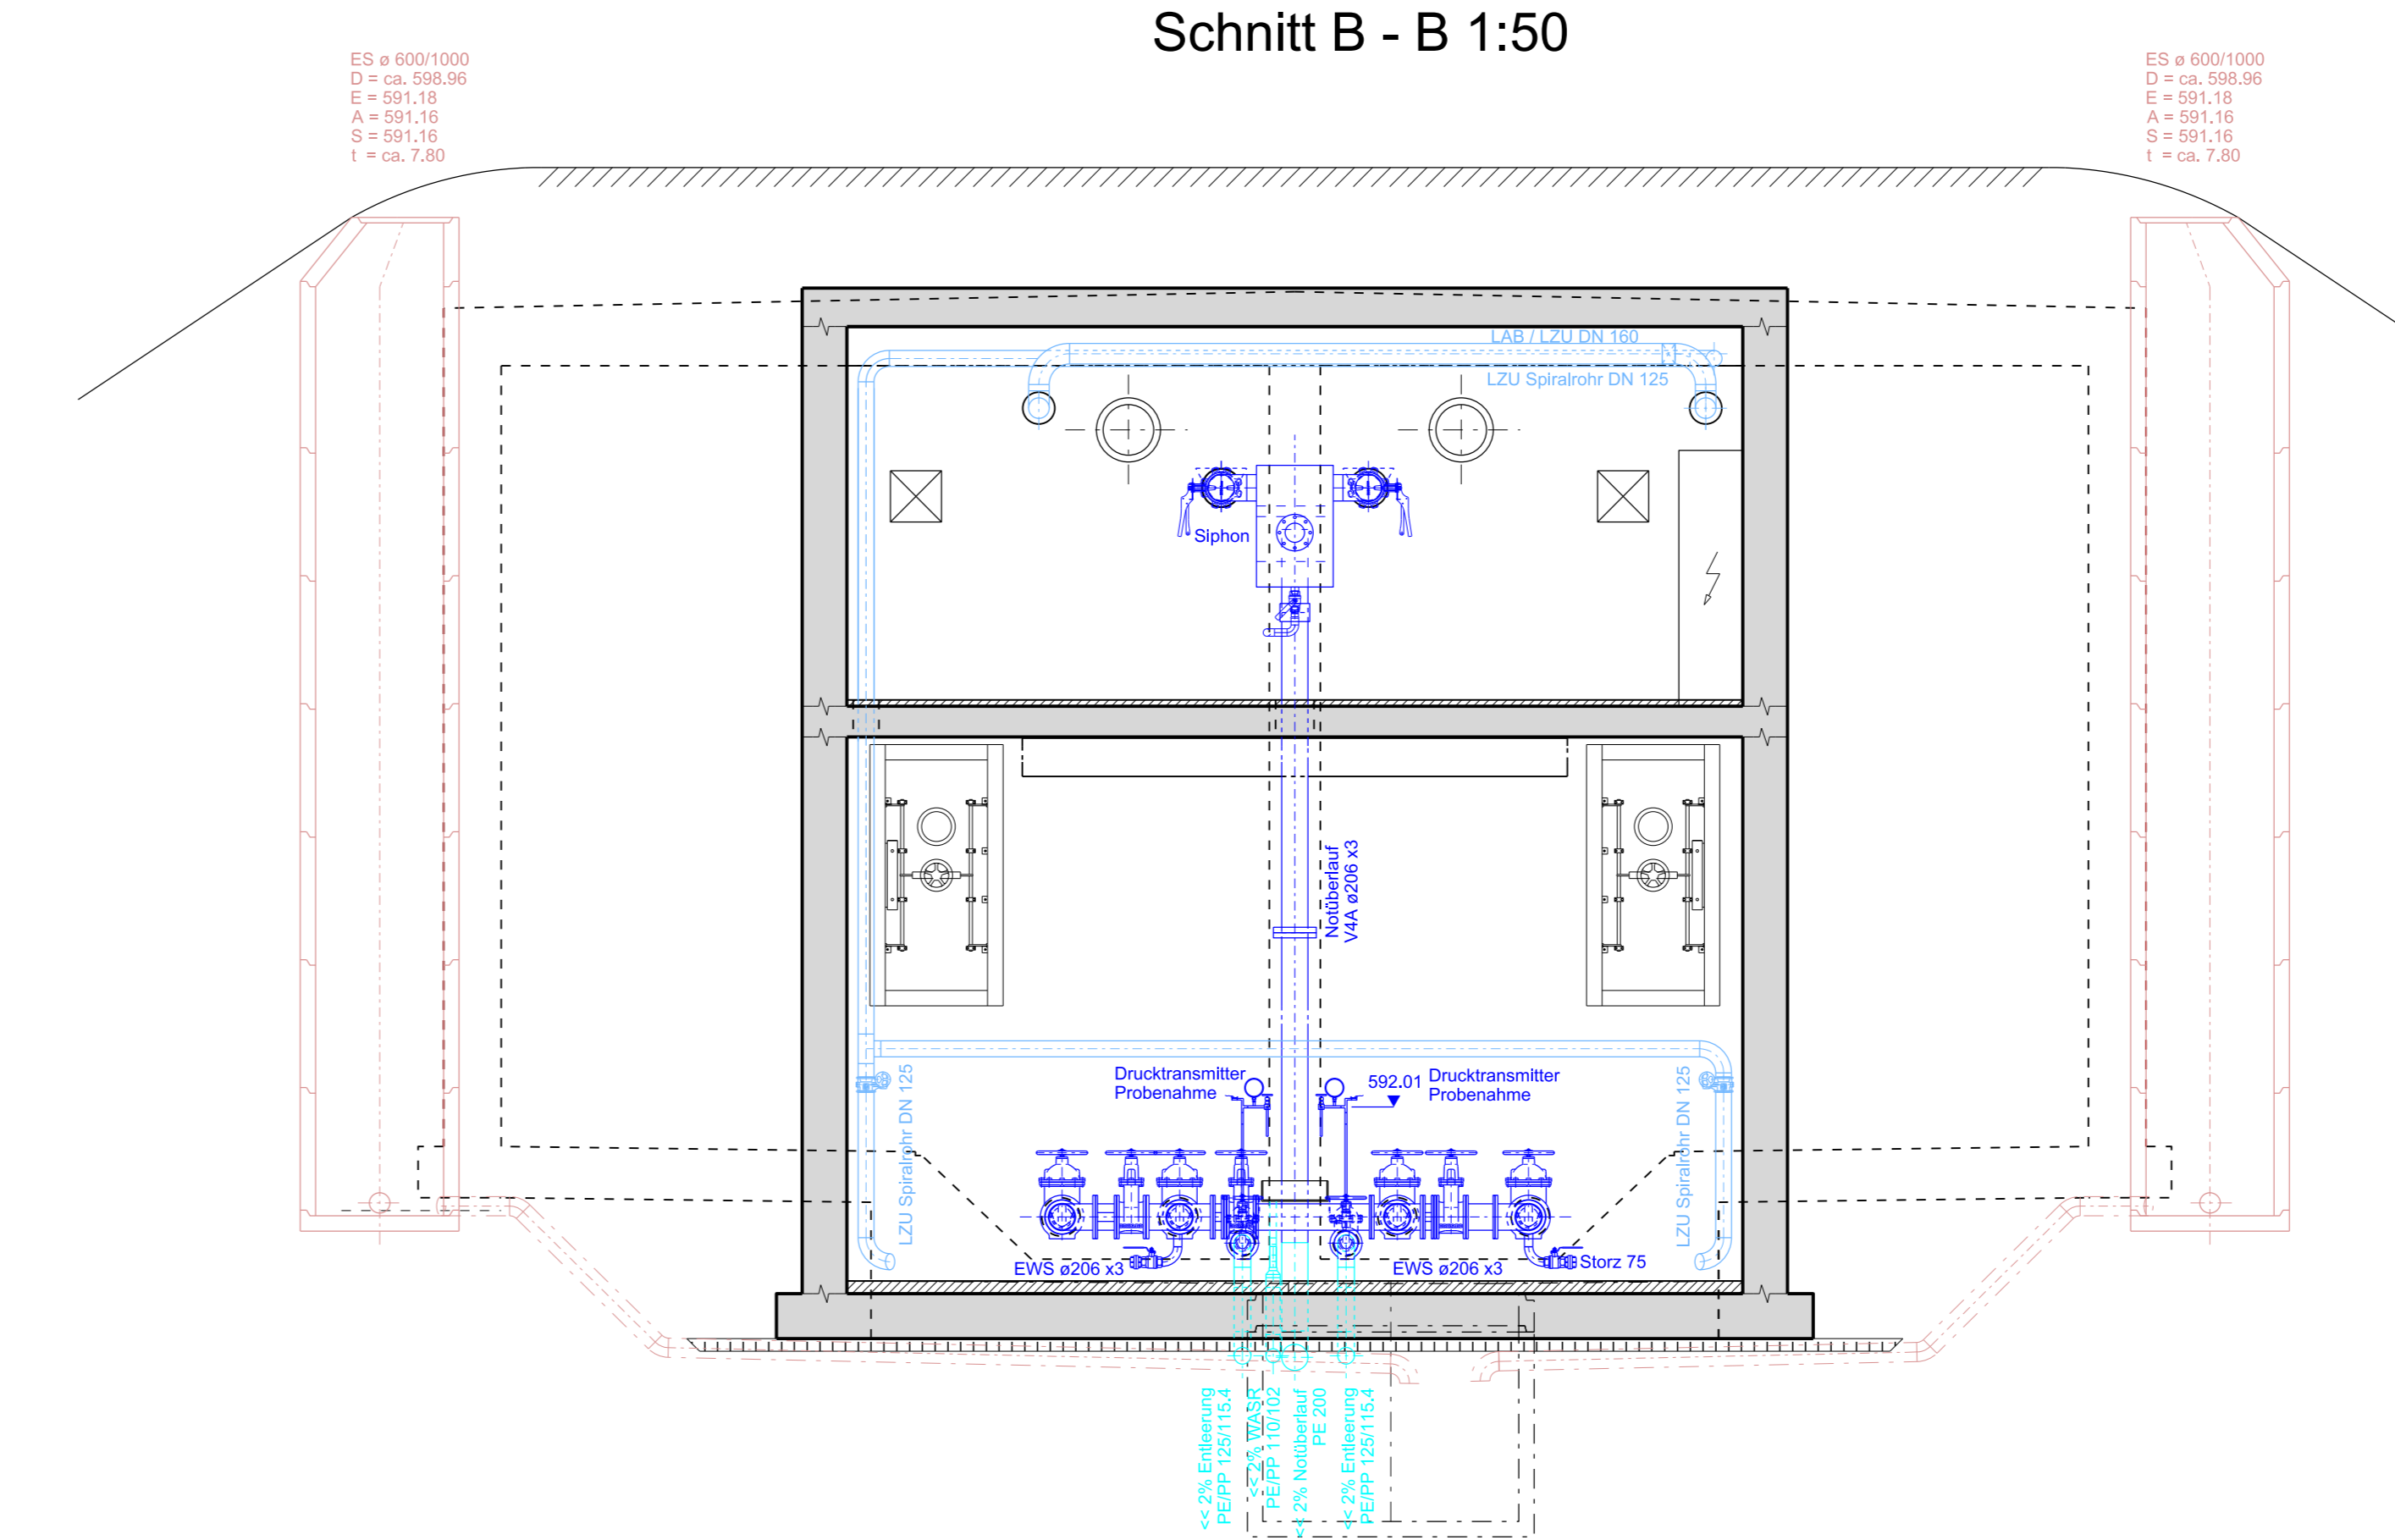 Schnitt B - B 1:50
ES ø 600/1000
D = ca. 598.96
E = 591.18
A = 591.16
S = 591.16
t = ca. 7.80
ES ø 600/1000
D = ca. 598.96
E = 591.18
A = 591.16
S = 591.16
t = ca. 7.80
LAB / LZU DN 160
LZU Spiralrohr DN 125
Siphon
Notüberlauf
V4A ø206 x3
Drucktransmitter
Probenahme
592.01
Drucktransmitter
Probenahme
LZU Spiralrohr DN 125
LZU Spiralrohr DN 125
EWS ø206 x3
EWS ø206 x3
Storz 75
<< 2% Entleerung
PE/PP 125/115.4
<< 2% WASR
PE/PP 110/102
<< 2% Notüberlauf
PE 200
<< 2% Entleerung
PE/PP 125/115.4